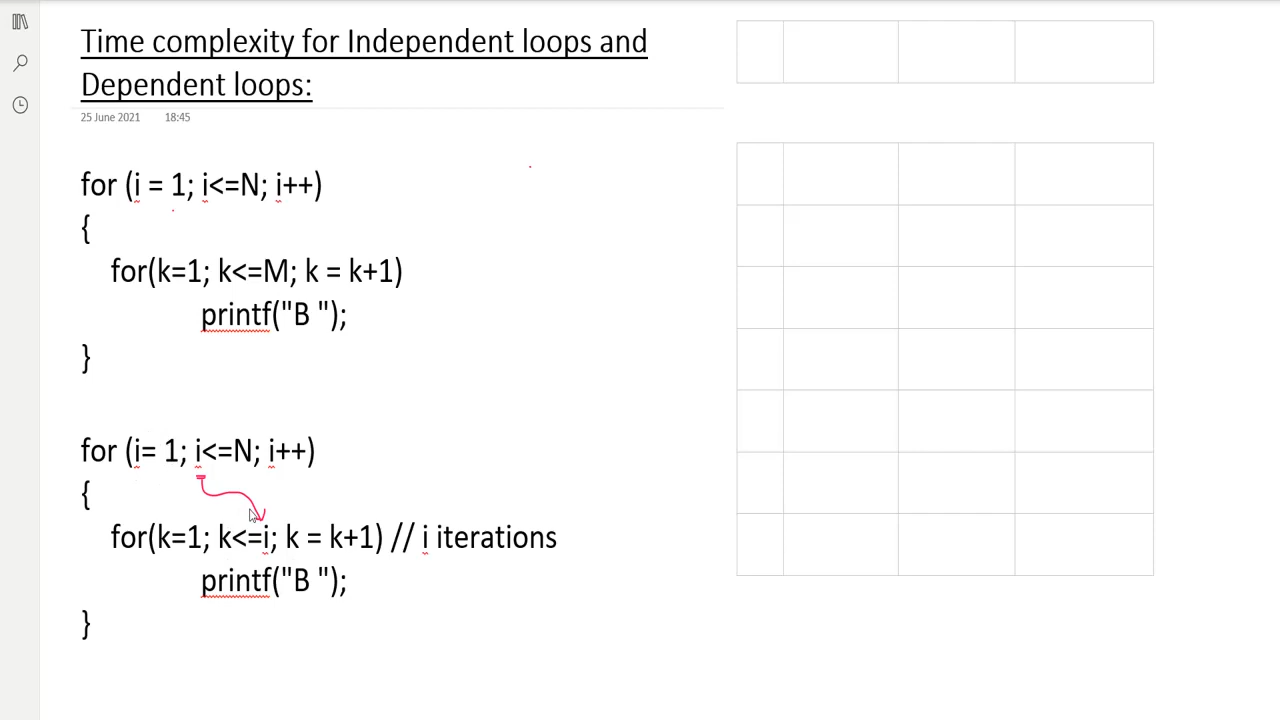 Time complexity for Independent loops and
Dependent loops:
25 June 2021 18:45
for (i = 1; i<=N; i++)
{
for(k=1; k<=M; k = k+1)
printf("B ");
}
for (i= 1; i<=N; i++)
{
for(k=1; k<=i; k = k+1) // i iterations
printf("B ");
}